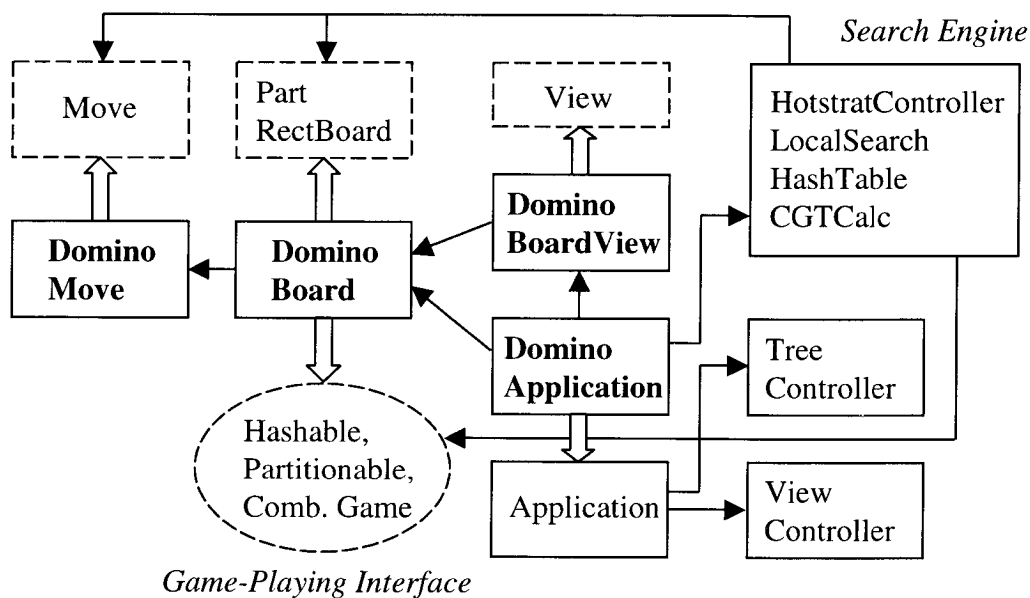 Search Engine
Move
Part
RectBoard
View
HotstratController
LocalSearch
HashTable
CGTCalc
Domino
Move
Domino
Board
Domino
BoardView
Domino
Application
Tree
Controller
Hashable,
Partitionable,
Comb. Game
Application
View
Controller
Game-Playing Interface